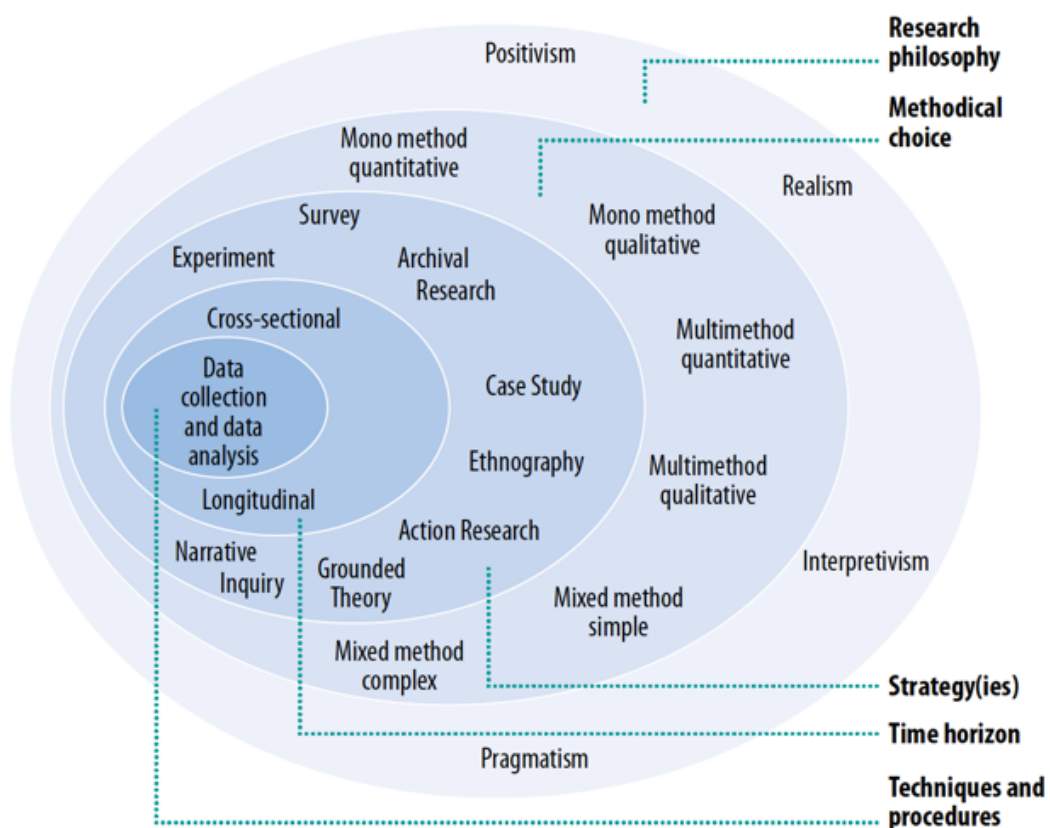 Research
philosophy
Positivism
Methodical
choice
Mono method
quantitative
Realism
Survey
Mono method
qualitative
Experiment
Archival
Research
Cross-sectional
Multimethod
quantitative
Data
collection
and data
analysis
Case Study
Ethnography
Multimethod
qualitative
Longitudinal
Action Research
Narrative
Inquiry
Grounded
Theory
Interpretivism
Mixed method
simple
Mixed method
complex
Strategy(ies)
Time horizon
Pragmatism
Techniques and
procedures